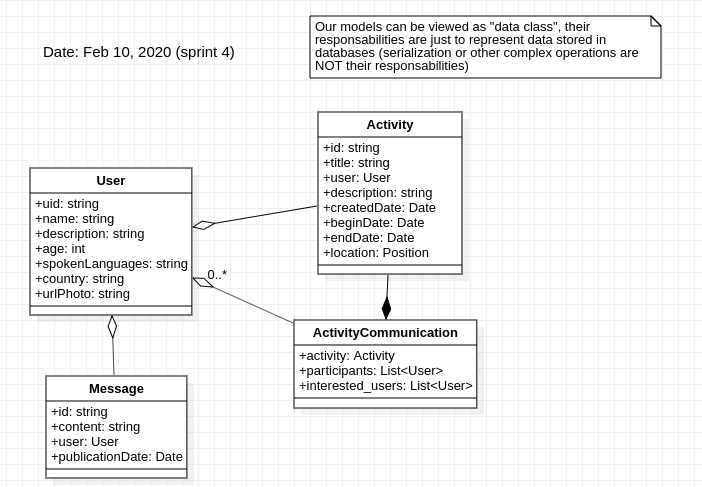 Our models can be viewed as "data class", their
responsabilities are just to represent data stored in
databases (serialization or other complex operations are
NOT their responsabilities)
Date: Feb 10, 2020 (sprint 4)
Activity
+id: string
+title: string
+user: User
+description: string
+createdDate: Date
+beginDate: Date
+endDate: Date
+location: Position
User
+uid: string
+name: string
+description: string
+age: int
+spokenLanguages: string
+country: string
+urlPhoto: string
0..*
ActivityCommunication
+activity: Activity
+participants: List<User>
+interested_users: List<User>
Message
+id: string
+content: string
+user: User
+publicationDate: Date